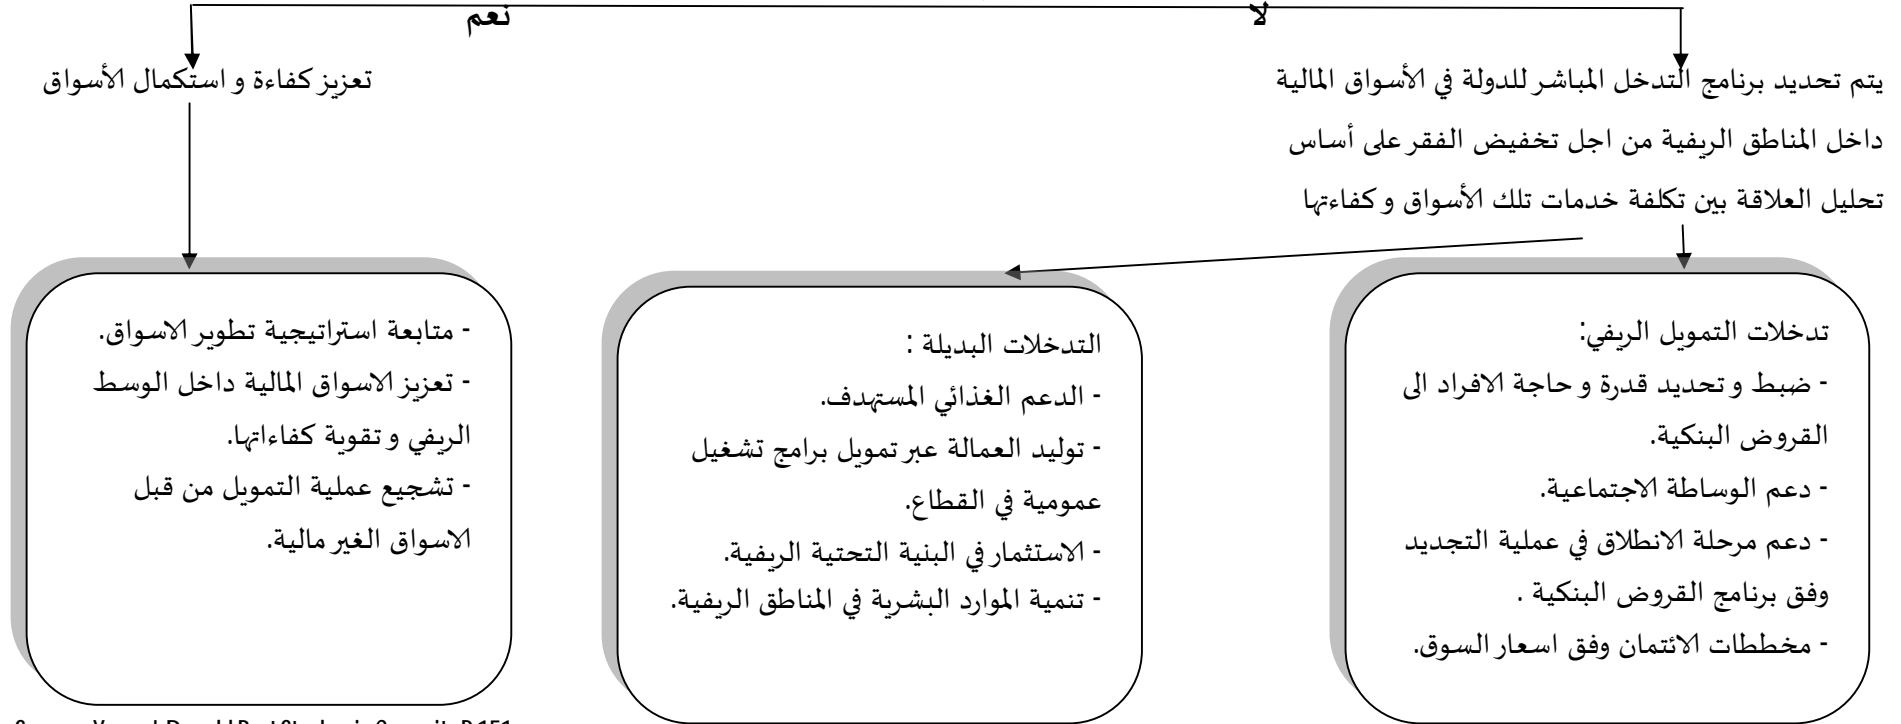 لا
نعم
يتم تحديد برنامج التدخل المباشر للدولة في الأسواق المالية
داخل المناطق الريفية من اجل تخفيض الفقر على أساس
تحليل العلاقة بين تكلفة خدمات تلك الأسواق و كفاءتها
تعزيز كفاءة و استكمال الأسواق
تدخلات التمويل الريفي:
- ضبط و تحديد قدرة و حاجة الافراد الى
القروض البنكية.
- دعم الوساطة الاجتماعية.
- دعم مرحلة الانطلاق في عملية التجديد
وفق برنامج القروض البنكية .
- مخططات الائتمان وفق اسعار السوق.
التدخلات البديلة :
- الدعم الغذائي المستهدف.
- توليد العمالة عبر تمويل برامج تشغيل
عمومية في القطاع.
- الاستثمار في البنية التحتية الريفية.
- تنمية الموارد البشرية في المناطق الريفية.
- متابعة استراتيجية تطوير الاسواق.
- تعزيز الاسواق المالية داخل الوسط
الريفي و تقوية كفاءاتها.
- تشجيع عملية التمويل من قبل
الاسواق الغير مالية.